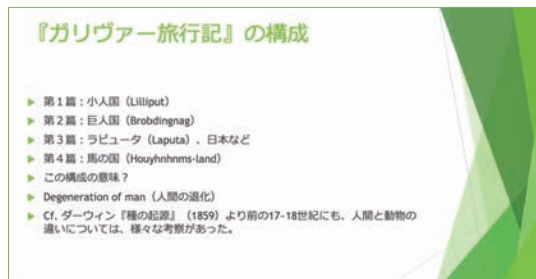 『ガリヴァー旅行記』の構成
第1篇：小人国（Lilliput）
第2篇：巨人国（Brobdingnag）
第3篇：ラピュータ（Laputa）、日本など
第4篇：馬の国（Houyhnhnms-land）
この構成の意味？
Degeneration of man（人間の退化）
Cf. ダーウィン『種の起源』（1859）より前の17-18世紀にも、人間と動物の
違いについては、様々な考察があった。